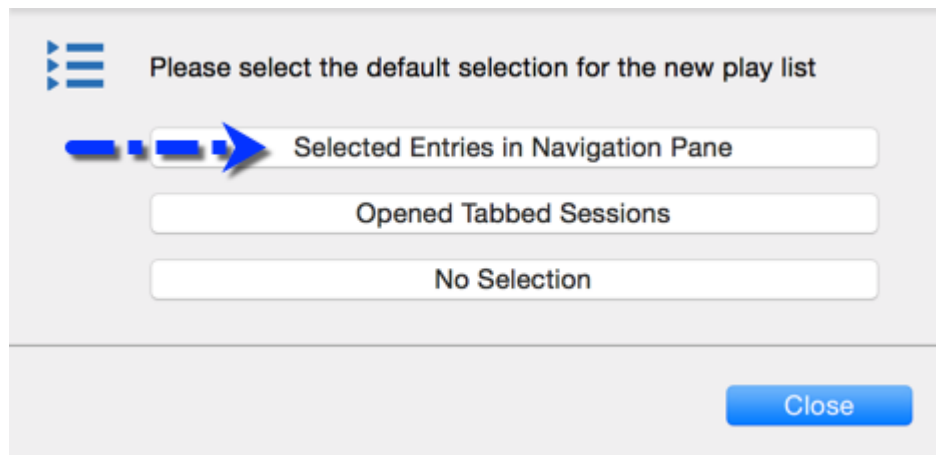 Please select the default selection for the new play list
Selected Entries in Navigation Pane
Opened Tabbed Sessions
No Selection
Close